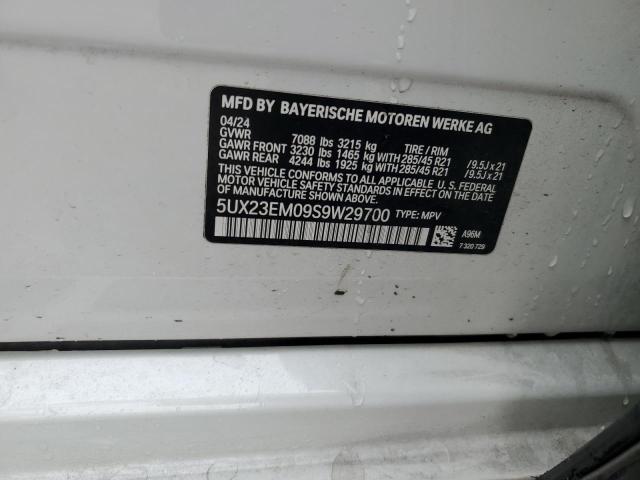 MFD BY BAYERISCHE MOTOREN WERKE AG
04/24
GVWR 7088 lbs 3215 kg TIRE / RIM
GAWR FRONT 3230 lbs 1465 kg WITH 285/45 R21 /9.5J x 21
GAWR REAR 4244 lbs 1925 kg WITH 285/45 R21 /9.5J x 21
THIS VEHICLE CONFORMS TO ALL APPLICABLE U.S. FEDERAL
MOTOR VEHICLE SAFETY STANDARDS IN EFFECT ON THE
DATE OF MANUFACTURE SHOWN ABOVE.
5UX23EM09S9W29700 TYPE: MPV
A96M
7 320 729